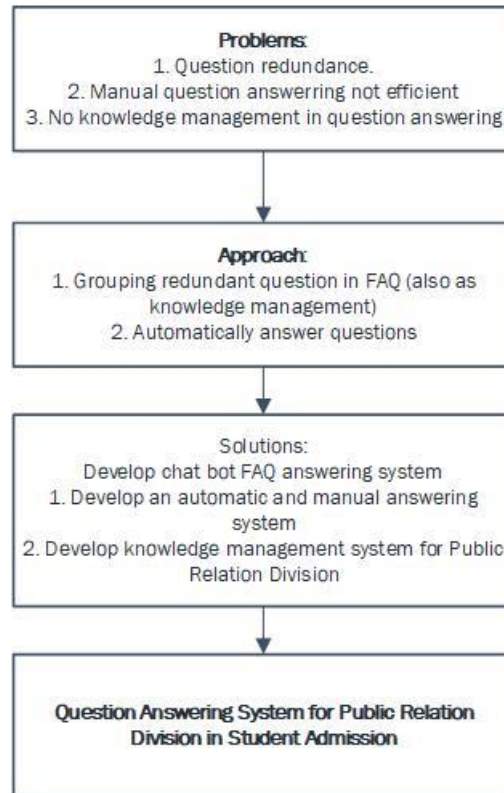 Problems:
1. Question redundance.
2. Manual question answerring not efficient
3. No knowledge management in question answering
Approach:
1. Grouping redundant question in FAQ (also as
knowledge management)
2. Automatically answer questions
Solutions:
Develop chat bot FAQ answering system
1. Develop an automatic and manual answering
system
2. Develop knowledge management system for Public
Relation Division
Question Answering System for Public Relation
Division in Student Admission